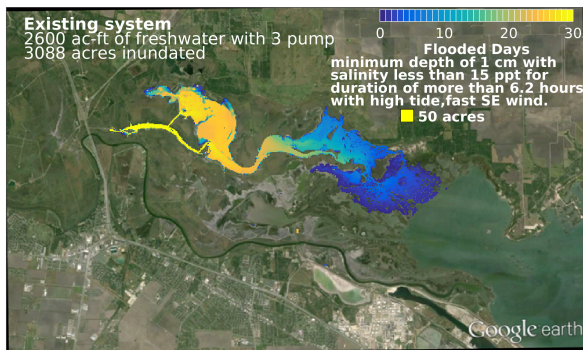 Existing system
2600 ac-ft of freshwater with 3 pump
3088 acres inundated
0 10 20 30
Flooded Days
minimum depth of 1 cm with
salinity less than 15 ppt for
duration of more than 6.2 hours
with high tide,fast SE wind.
50 acres
Google earth